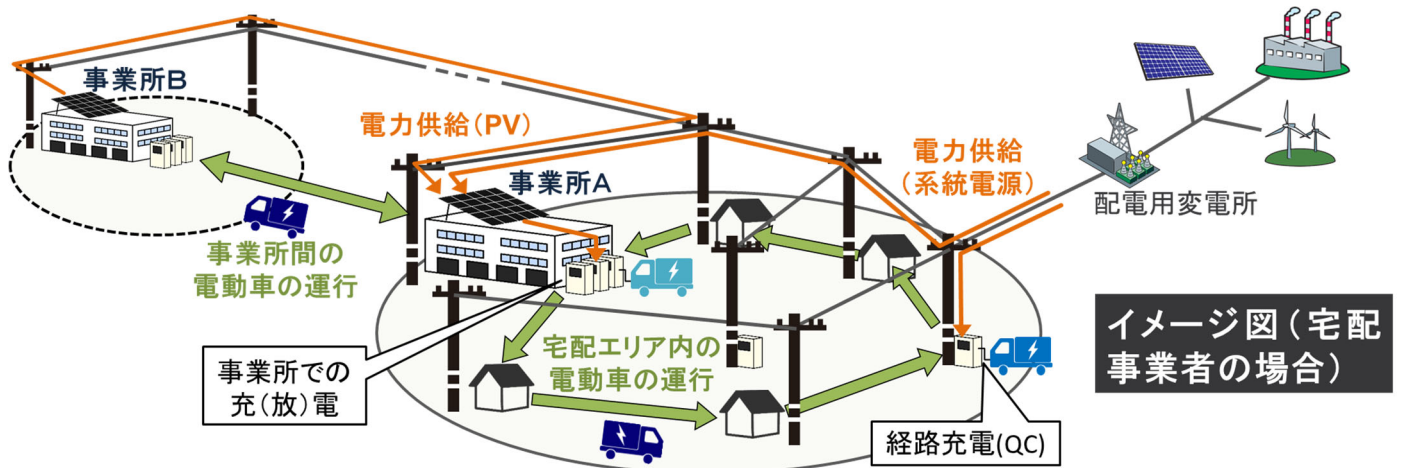 事業所B
電力供給(PV)
事業所A
電力供給
(系統電源)
配電用変電所
事業所間の
電動車の運行
事業所での
充(放)電
宅配エリア内の
電動車の運行
経路充電(QC)
イメージ図(宅配
事業者の場合)